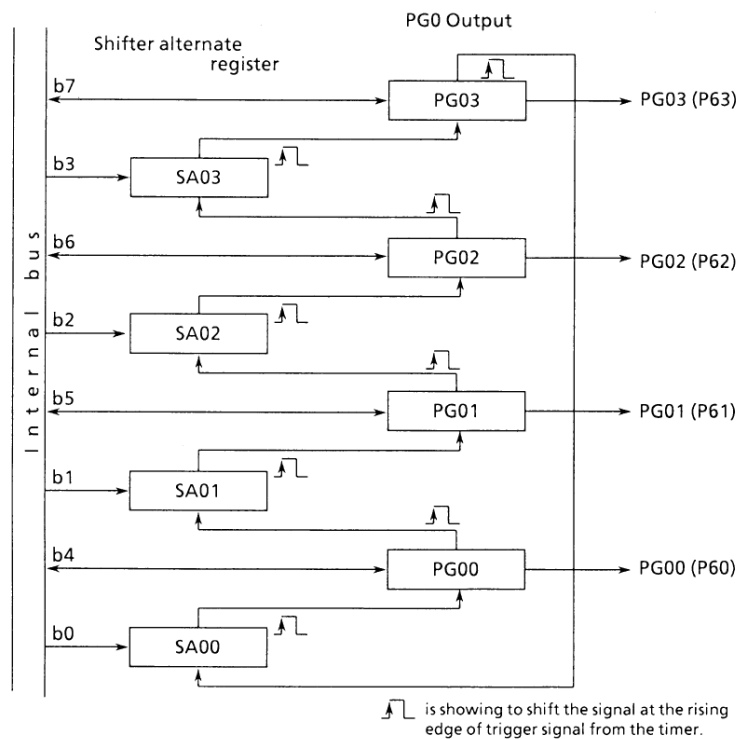 PG0 Output
Shifter alternate
register
b7
PG03
PG03 (P63)
b3
SA03
b6
PG02
PG02 (P62)
Internal bus
b2
SA02
b5
PG01
PG01 (P61)
b1
SA01
b4
PG00
PG00 (P60)
b0
SA00
is showing to shift the signal at the rising
edge of trigger signal from the timer.